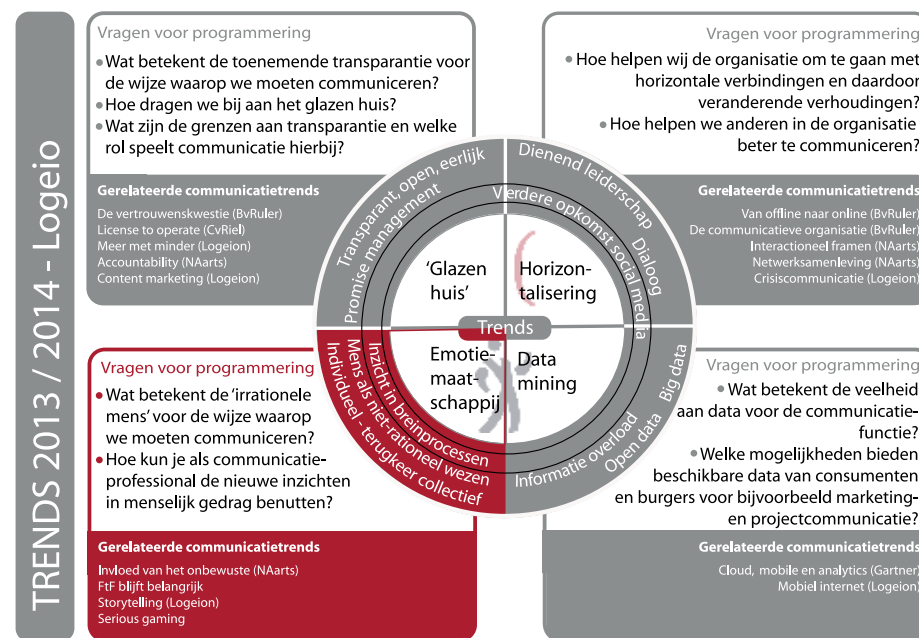 TRENDS 2013 / 2014 - Logeio
Vragen voor programmering
• Wat betekent de toenemende transparantie voor
de wijze waarop we moeten communiceren?
• Hoe dragen we bij aan het glazen huis?
• Wat zijn de grenzen aan transparantie en welke
rol speelt communicatie hierbij?
Gerelateerde communicatietrends
De vertrouwenskwestie (BvRuler)
License to operate (CvRiel)
Meer met minder (Logeion)
Accountability (NAarts)
Content marketing (Logeion)
Vragen voor programmering
• Hoe helpen wij de organisatie om te gaan met
horizontale verbindingen en daardoor
veranderende verhoudingen?
• Hoe helpen we anderen in de organisatie
beter te communiceren?
Gerelateerde communicatietrends
Van offline naar online (BvRuler)
De communicatieve organisatie (BvRuler)
Interactioneel framen (NAarts)
Netwerksamenleving (NAarts)
Crisiscommunicatie (Logeion)
Transparant, open, eerlijk
Promise management
Dienend leiderschap
Dialoog
Vierdere opkomst social media
'Glazen
huis'
Horizon-
talisering
Trends
Emotie-
maat-
schappij
Data
mining
Inzicht in breinprocessen
Mens als niet-rationeel wezen
Individueel - terugkeer collectief
Informatie overload
Open data
Big data
Vragen voor programmering
• Wat betekent de 'irrationele
mens' voor de wijze waarop
we moeten communiceren?
• Hoe kun je als communicatie-
professional de nieuwe inzichten
in menselijk gedrag benutten?
Gerelateerde communicatietrends
Invloed van het onbewuste (NAarts)
FtF blijft belangrijk
Storytelling (Logeion)
Serious gaming
Vragen voor programmering
• Wat betekent de veelheid
aan data voor de communicatie-
functie?
• Welke mogelijkheden bieden
beschikbare data van consumenten
en burgers voor bijvoorbeeld marketing-
en projectcommunicatie?
Gerelateerde communicatietrends
Cloud, mobile en analytics (Gartner)
Mobiel internet (Logeion)